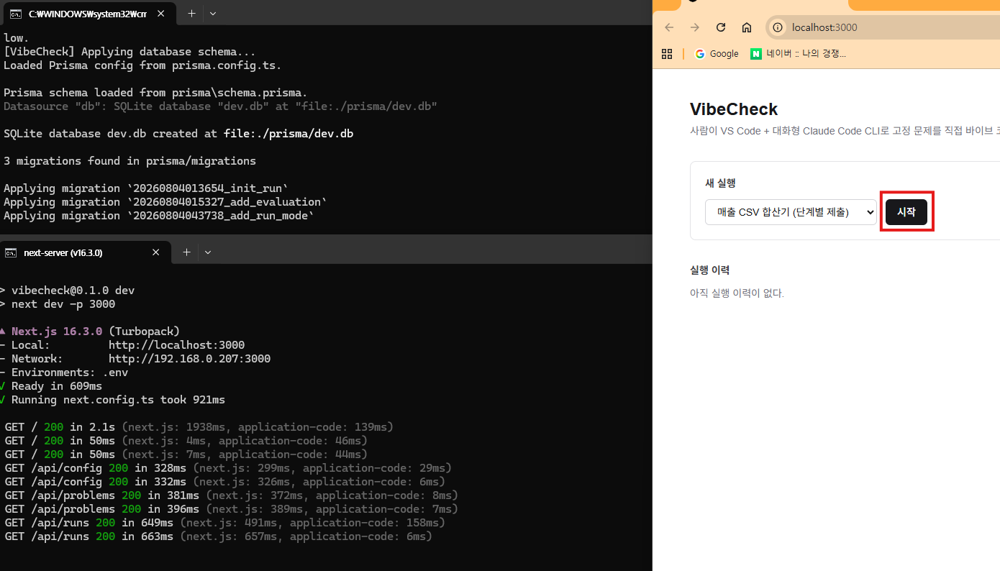 C:₩WINDOWS₩system32₩cm
low.
[VibeCheck] Applying database schema...
Loaded Prisma config from prisma.config.ts.
Prisma schema loaded from prisma\schema.prisma.
Datasource "db": SQLite database "dev.db" at "file:./prisma/dev.db"
SQLite database dev.db created at file:./prisma/dev.db
3 migrations found in prisma/migrations
Applying migration `20260804013654_init_run`
Applying migration `20260804015327_add_evaluation`
Applying migration `20260804043738_add_run_mode`
next-server (v16.3.0)
> vibecheck@0.1.0 dev
> next dev -p 3000
▲ Next.js 16.3.0 (Turbopack)
- Local: http://localhost:3000
- Network: http://192.168.0.207:3000
- Environments: .env
√ Ready in 609ms
√ Running next.config.ts took 921ms
GET / 200 in 2.1s (next.js: 1938ms, application-code: 139ms)
GET / 200 in 50ms (next.js: 4ms, application-code: 46ms)
GET / 200 in 50ms (next.js: 7ms, application-code: 44ms)
GET /api/config 200 in 328ms (next.js: 299ms, application-code: 29ms)
GET /api/config 200 in 332ms (next.js: 326ms, application-code: 6ms)
GET /api/problems 200 in 381ms (next.js: 372ms, application-code: 8ms)
GET /api/problems 200 in 396ms (next.js: 389ms, application-code: 7ms)
GET /api/runs 200 in 649ms (next.js: 491ms, application-code: 158ms)
GET /api/runs 200 in 663ms (next.js: 657ms, application-code: 6ms)
localhost:3000
Google
네이버 :: 나의 경쟁...
VibeCheck
사람이 VS Code + 대화형 Claude Code CLI로 고정 문제를 직접 바이브
새 실행
매출 CSV 합산기 (단계별 제출)
시작
실행 이력
아직 실행 이력이 없다.